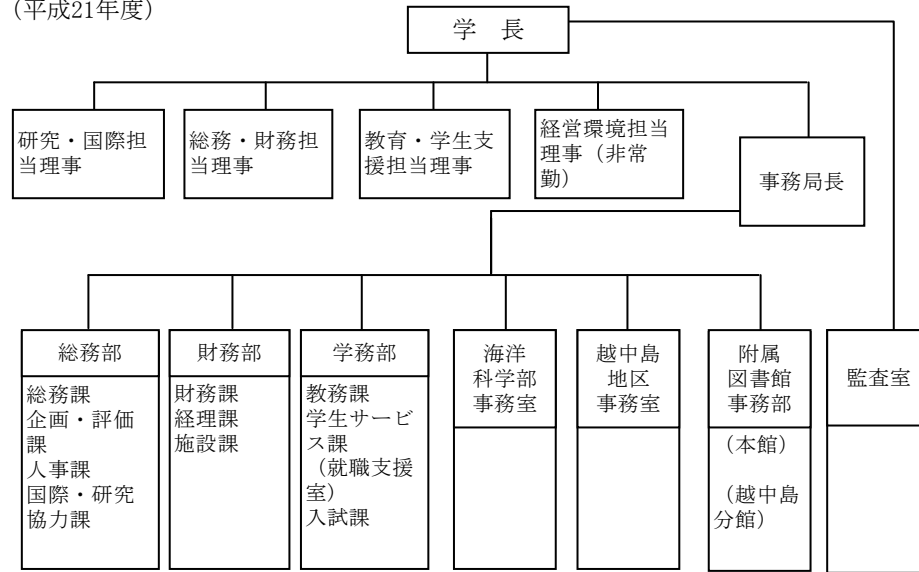 (平成21年度)
学 長
研究・国際担
当理事
総務・財務担
当理事
教育・学生支
援担当理事
経営環境担当
理事（非常
勤）
事務局長
総務部
総務課
企画・評価
課
人事課
国際・研究
協力課
財務部
財務課
経理課
施設課
学務部
教務課
学生サービ
ス課
（就職支援
室）
入試課
海洋
科学部
事務室
越中島
地区
事務室
附属
図書館
事務部
（本館）
（越中島
分館）
監査室